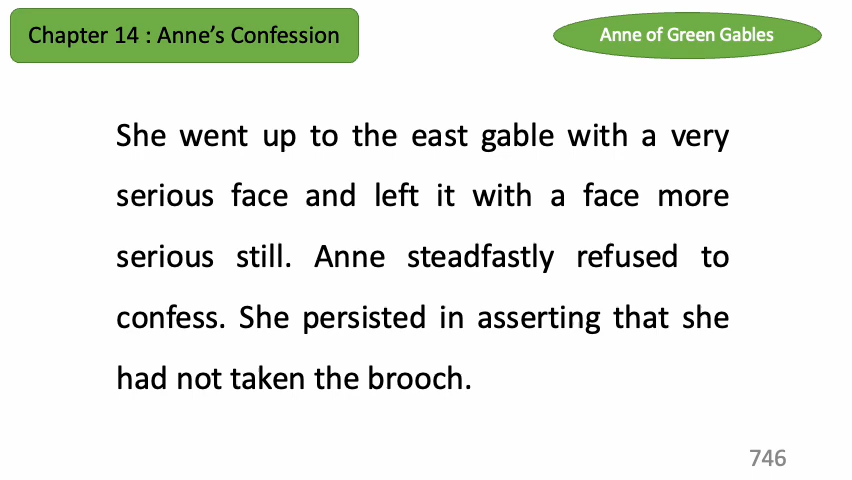 Chapter 14 : Anne’s Confession
Anne of Green Gables
She went up to the east gable with a very
serious face and left it with a face more
serious still. Anne steadfastly refused to
confess. She persisted in asserting that she
had not taken the brooch.
746